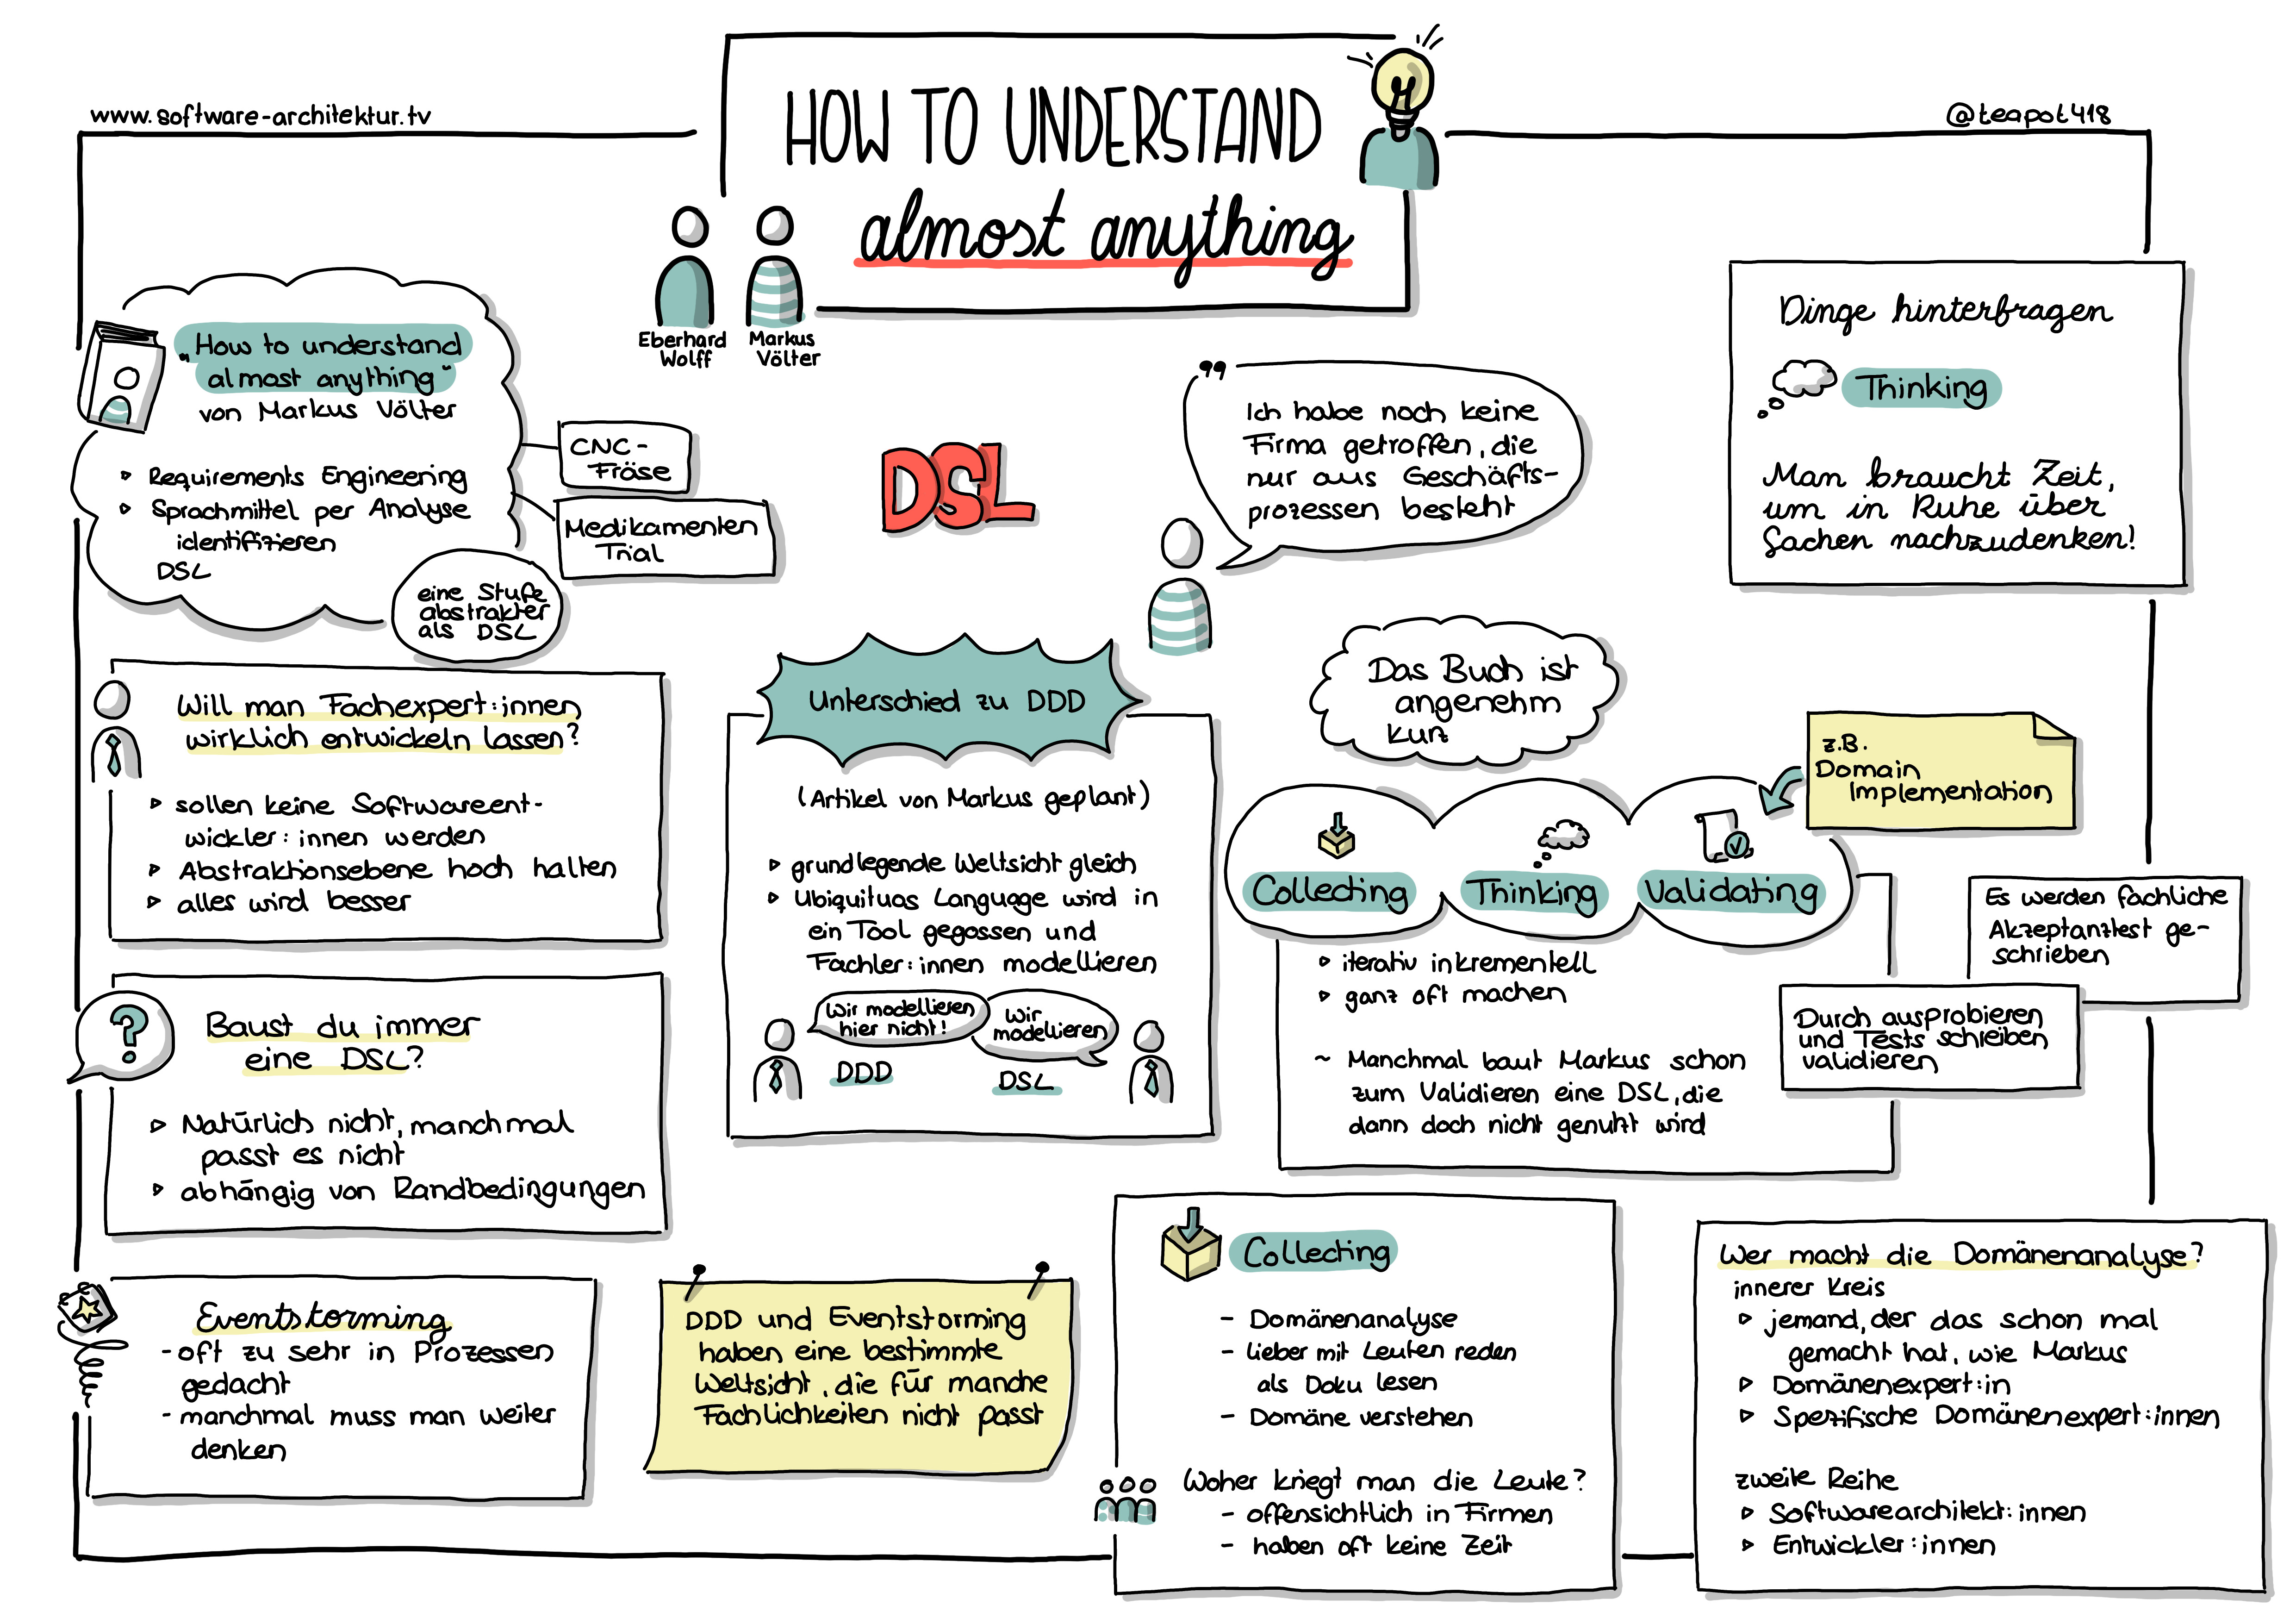 www.software-architektur.tv
HOW TO UNDERSTAND
almost anything
@teapot418
Eberhard
Wolff
Markus
Völter
„How to understand
almost anything"
von Markus Völter
Requirements Engineering
Sprachmittel per Analyse
identifizieren
DSL
eine Stufe
abstrakter
als DSL
CNC-
Fräse
Medikamenten
Trial
DSL
Ich habe noch keine
Firma getroffen, die
nur aus Geschäfts-
prozessen besteht
Dinge hinterfragen
Thinking
Man braucht Zeit,
um in Ruhe über
Sachen nachzudenken!
Will man Fachexpert:innen
wirklich entwickeln lassen?
sollen keine Softwareent-
wickler:innen werden
Abstraktionsebene hoch halten
alles wird besser
Unterschied zu DDD
(Artikel von Markus geplant)
grundlegende Weltsicht gleich
Ubiquituos Language wird in
ein Tool gegossen und
Fachler:innen modellieren
Wir modellieren
hier nicht!
DDD
Wir
modellieren
DSL
Das Buch ist
angenehm
kurz
z.B.
Domain
Implementation
Collecting
Thinking
Validating
iterativ inkrementell
ganz oft machen
~ Manchmal baut Markus schon
zum Validieren eine DSL, die
dann doch nicht genutzt wird
Es werden fachliche
Akzeptanztest ge-
schrieben
Durch ausprobieren
und Tests schreiben
validieren
Baust du immer
eine DSL?
Natürlich nicht, manchmal
passt es nicht
abhängig von Randbedingungen
Eventstorming
- oft zu sehr in Prozessen
gedacht
- manchmal muss man weiter
denken
DDD und Eventstorming
haben eine bestimmte
Weltsicht, die für manche
Fachlichkeiten nicht passt
Collecting
- Domänenanalyse
- lieber mit Leuten reden
als Doku lesen
- Domäne verstehen
Woher kriegt man die Leute?
- offensichtlich in Firmen
- haben oft keine Zeit
Wer macht die Domänenanalyse?
innerer Kreis
jemand, der das schon mal
gemacht hat, wie Markus
Domänenexpert:in
Spezifische Domänenexpert:innen
zweite Reihe
Softwarearchitekt:innen
Entwickler:innen